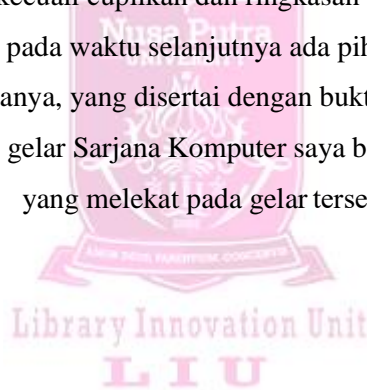 kecuali cuplikan dan ringkasan
Nusa Putra
pada waktu selanjutnya ada pih
UNIVERSITY
anya, yang disertai dengan bukt
gelar Sarjana Komputer saya b
yang melekat pada gelar terse
Library Innovation Unit
LIU